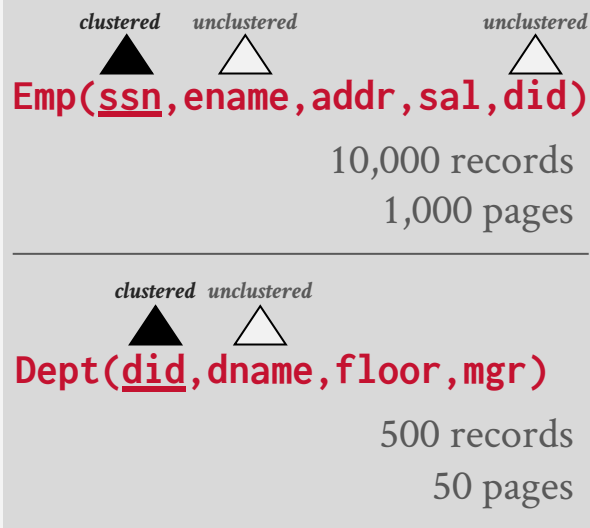 clustered unclustered unclustered
Emp(ssn,ename,addr,sal,did)
10,000 records
1,000 pages
clustered unclustered
Dept(did,dname,floor,mgr)
500 records
50 pages